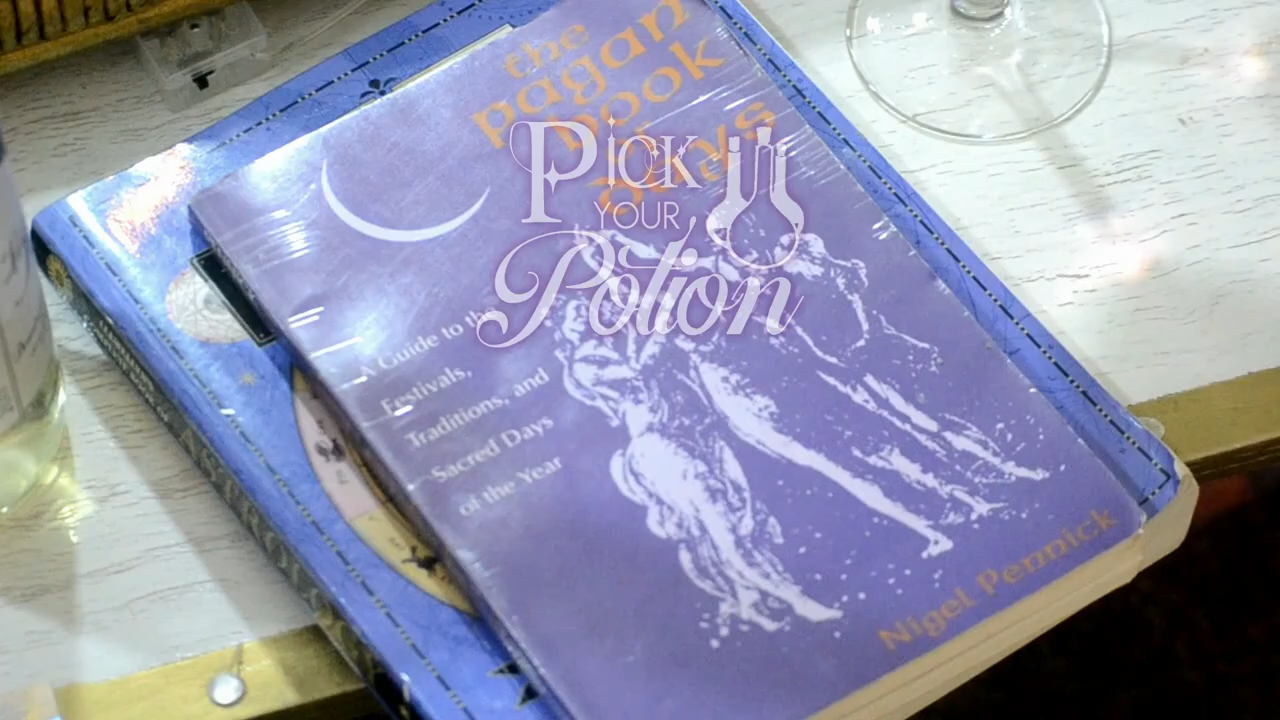 the
pagan
book
of days
Pick
YOUR
Potion
A Guide to the
Festivals,
Traditions, and
Sacred Days
of the Year
Nigel Pennick